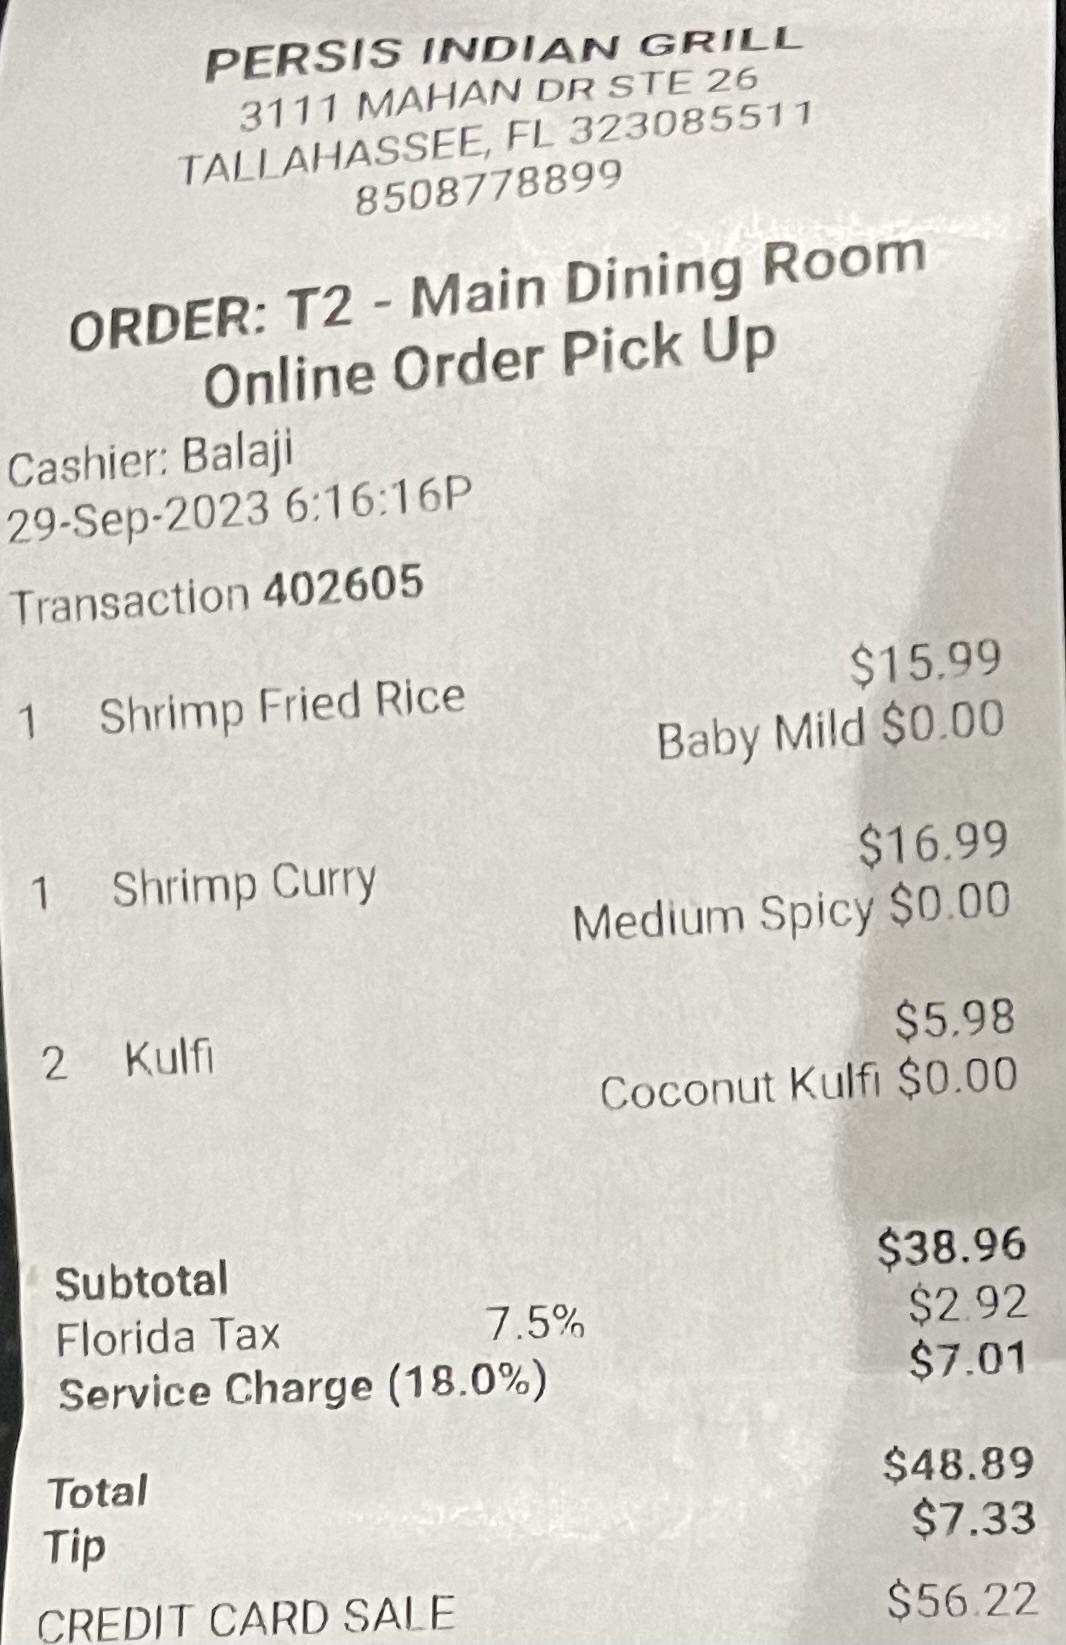 PERSIS INDIAN GRILL
3111 MAHAN DR STE 26
TALLAHASSEE, FL 323085511
8508778899
ORDER: T2 - Main Dining Room
Online Order Pick Up
Cashier: Balaji
29-Sep-2023 6:16:16P
Transaction 402605
1 Shrimp Fried Rice $15.99
Baby Mild $0.00
1 Shrimp Curry $16.99
Medium Spicy $0.00
2 Kulfi $5.98
Coconut Kulfi $0.00
Subtotal $38.96
Florida Tax 7.5% $2.92
Service Charge (18.0%) $7.01
Total $48.89
Tip $7.33
CREDIT CARD SALE $56.22